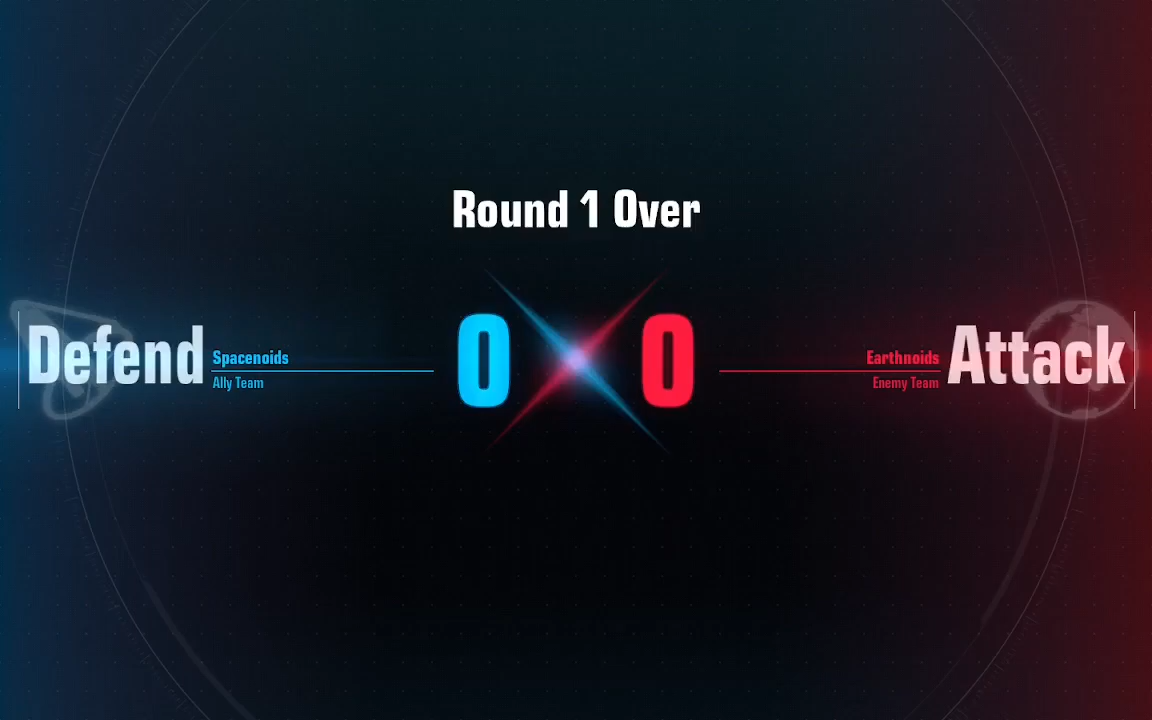 Round 1 Over
Defend
Spacenoids
Ally Team
0
0
Earthnoids
Enemy Team
Attack